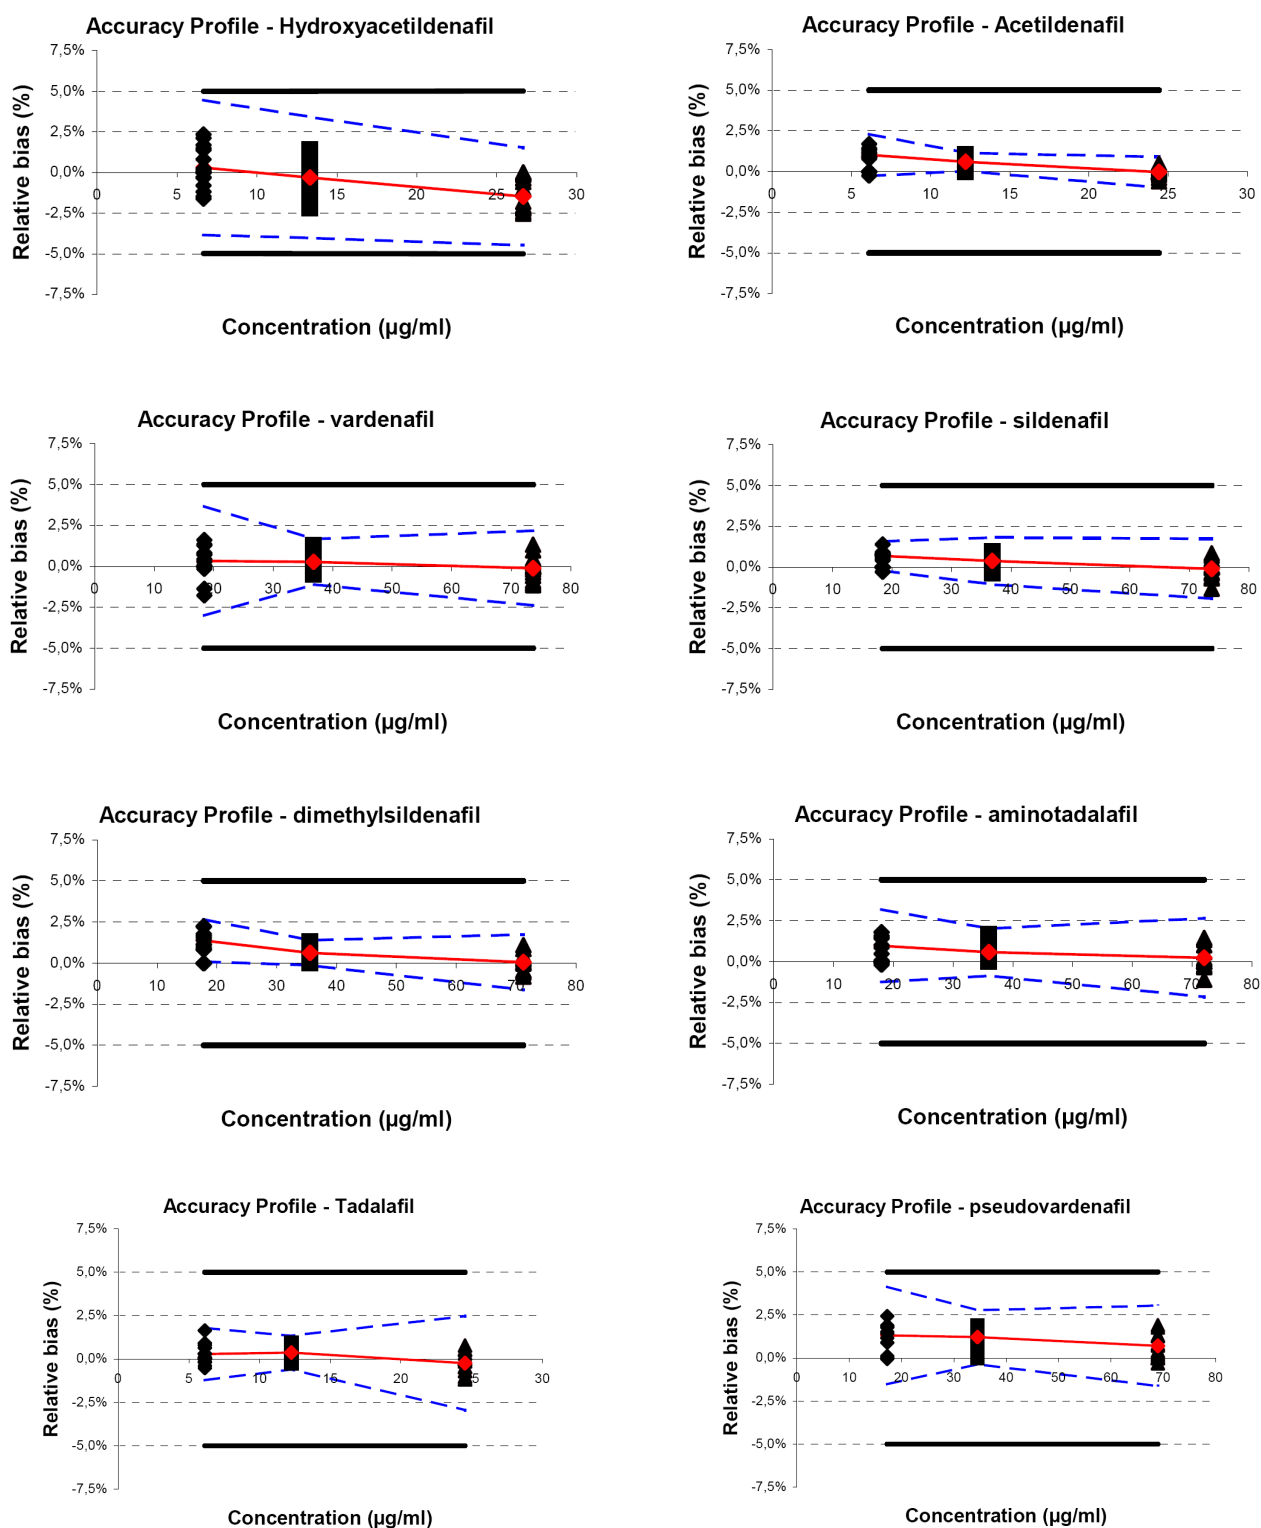 Accuracy Profile - Hydroxyacetildenafil
7,5%
5,0%
2,5%
0,0%
-2,5%
-5,0%
-7,5%
0 5 10 15 20 25 30
Relative bias (%)
Concentration (µg/ml)
Accuracy Profile - Acetildenafil
7,5%
5,0%
2,5%
0,0%
-2,5%
-5,0%
-7,5%
0 5 10 15 20 25 30
Relative bias (%)
Concentration (µg/ml)
Accuracy Profile - vardenafil
7,5%
5,0%
2,5%
0,0%
-2,5%
-5,0%
-7,5%
0 10 20 30 40 50 60 70 80
Relative bias (%)
Concentration (µg/ml)
Accuracy Profile - sildenafil
7,5%
5,0%
2,5%
0,0%
-2,5%
-5,0%
-7,5%
0 10 20 30 40 50 60 70 80
Relative bias (%)
Concentration (µg/ml)
Accuracy Profile - dimethylsildenafil
7,5%
5,0%
2,5%
0,0%
-2,5%
-5,0%
-7,5%
0 10 20 30 40 50 60 70 80
Relative bias (%)
Concentration (µg/ml)
Accuracy Profile - aminotadalafil
7,5%
5,0%
2,5%
0,0%
-2,5%
-5,0%
-7,5%
0 10 20 30 40 50 60 70 80
Relative bias (%)
Concentration (µg/ml)
Accuracy Profile - Tadalafil
7,5%
5,0%
2,5%
0,0%
-2,5%
-5,0%
-7,5%
0 5 10 15 20 25 30
Relative bias (%)
Concentration (µg/ml)
Accuracy Profile - pseudovardenafil
7,5%
5,0%
2,5%
0,0%
-2,5%
-5,0%
-7,5%
0 10 20 30 40 50 60 70 80
Relative bias (%)
Concentration (µg/ml)